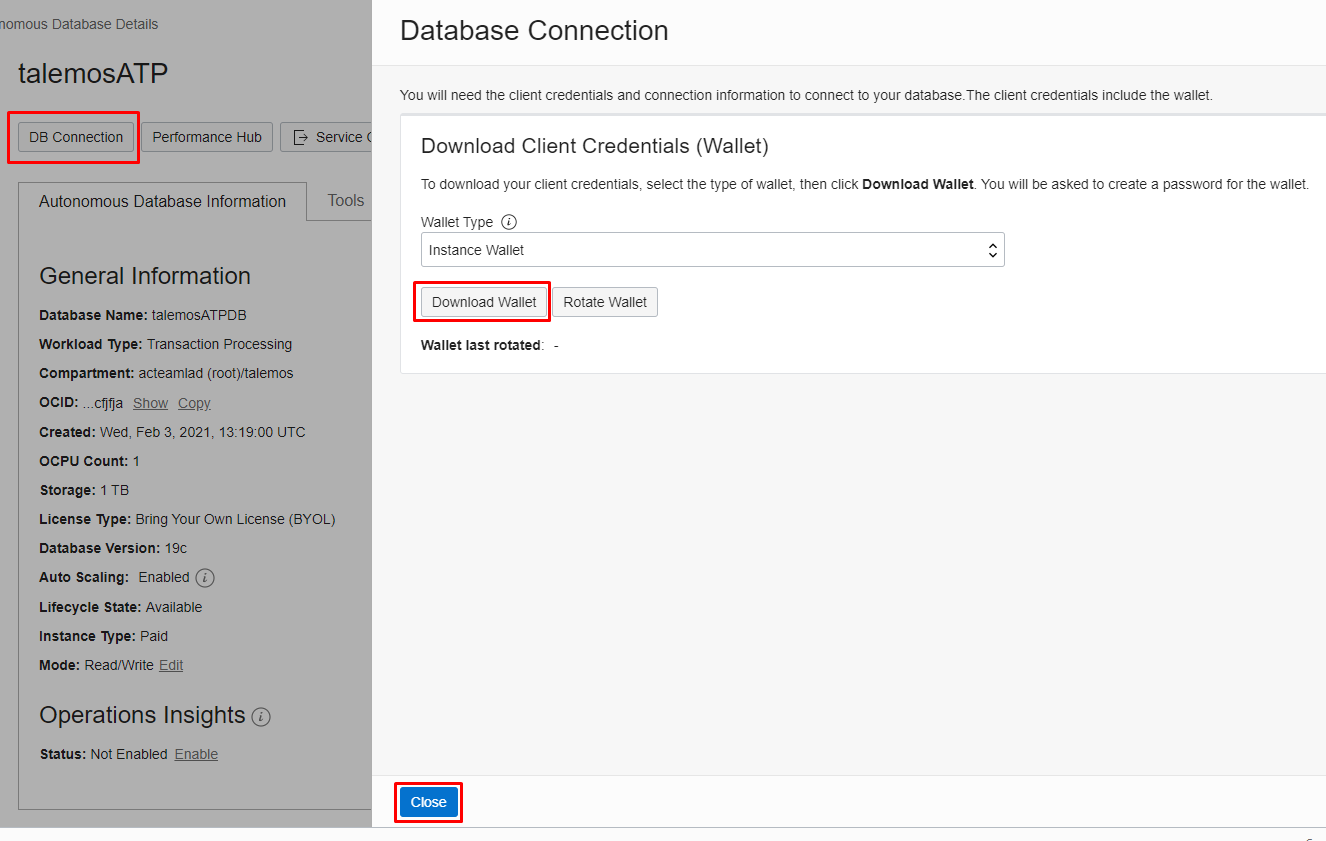 nomous Database Details
talemosATP
DB Connection
Performance Hub
Service
Autonomous Database Information
Tools
General Information
Database Name: talemosATPDB
Workload Type: Transaction Processing
Compartment: acteamlad (root)/talemos
OCID: ...cfjfja Show Copy
Created: Wed, Feb 3, 2021, 13:19:00 UTC
OCPU Count: 1
Storage: 1 TB
License Type: Bring Your Own License (BYOL)
Database Version: 19c
Auto Scaling: Enabled
Lifecycle State: Available
Instance Type: Paid
Mode: Read/Write Edit
Operations Insights
Status: Not Enabled Enable
Database Connection
You will need the client credentials and connection information to connect to your database.The client credentials include the wallet.
Download Client Credentials (Wallet)
To download your client credentials, select the type of wallet, then click Download Wallet. You will be asked to create a password for the wallet.
Wallet Type
Instance Wallet
Download Wallet
Rotate Wallet
Wallet last rotated: -
Close